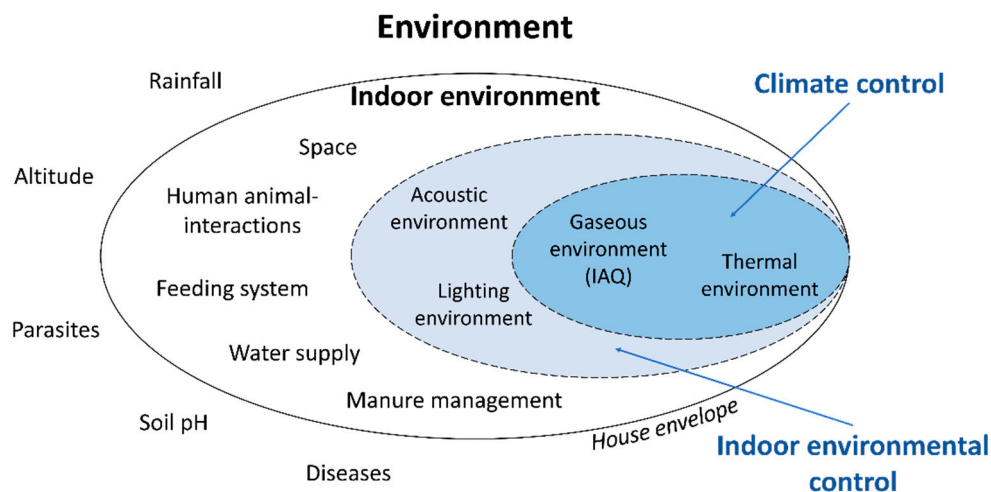 Environment
Rainfall
Indoor environment
Climate control
Space
Altitude
Human animal-
interactions
Acoustic
environment
Gaseous
environment
(IAQ)
Thermal
environment
Feeding system
Lighting
environment
Parasites
Water supply
Manure management
Soil pH
House envelope
Indoor environmental
control
Diseases